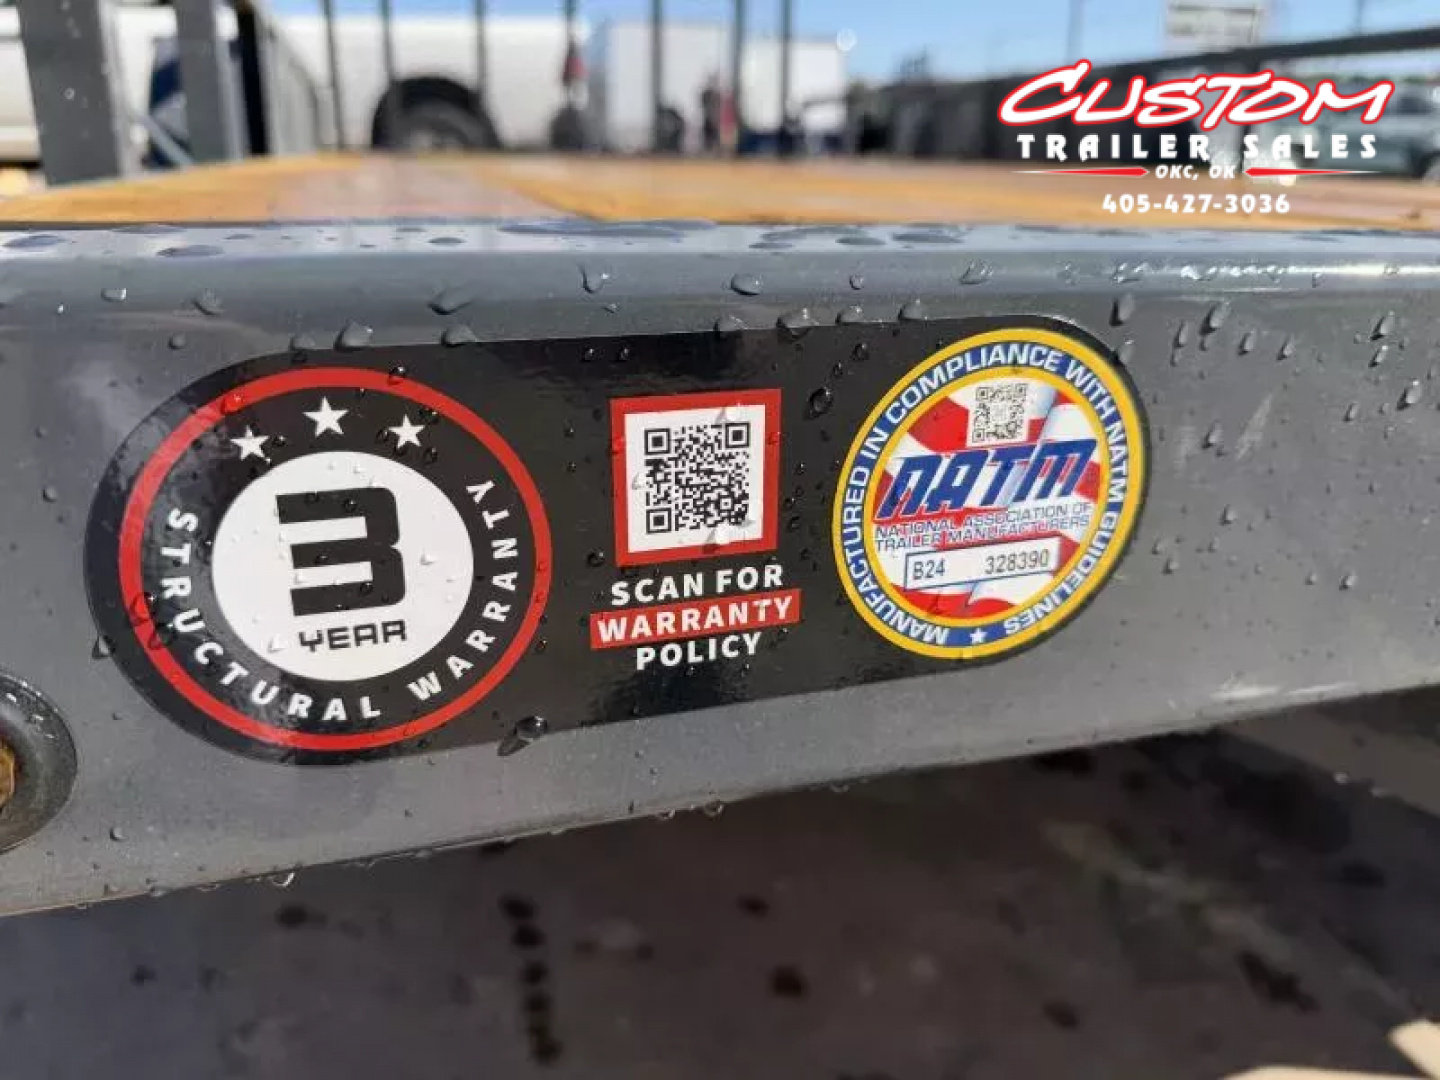 CUSTOM
TRAILER SALES
OKC, OK
405-427-3036
3
YEAR
STRUCTURAL WARRANTY
SCAN FOR
WARRANTY
POLICY
MANUFACTURED IN COMPLIANCE WITH NATM GUIDELINES
NATM
NATIONAL ASSOCIATION OF
TRAILER MANUFACTURERS
B24 328390